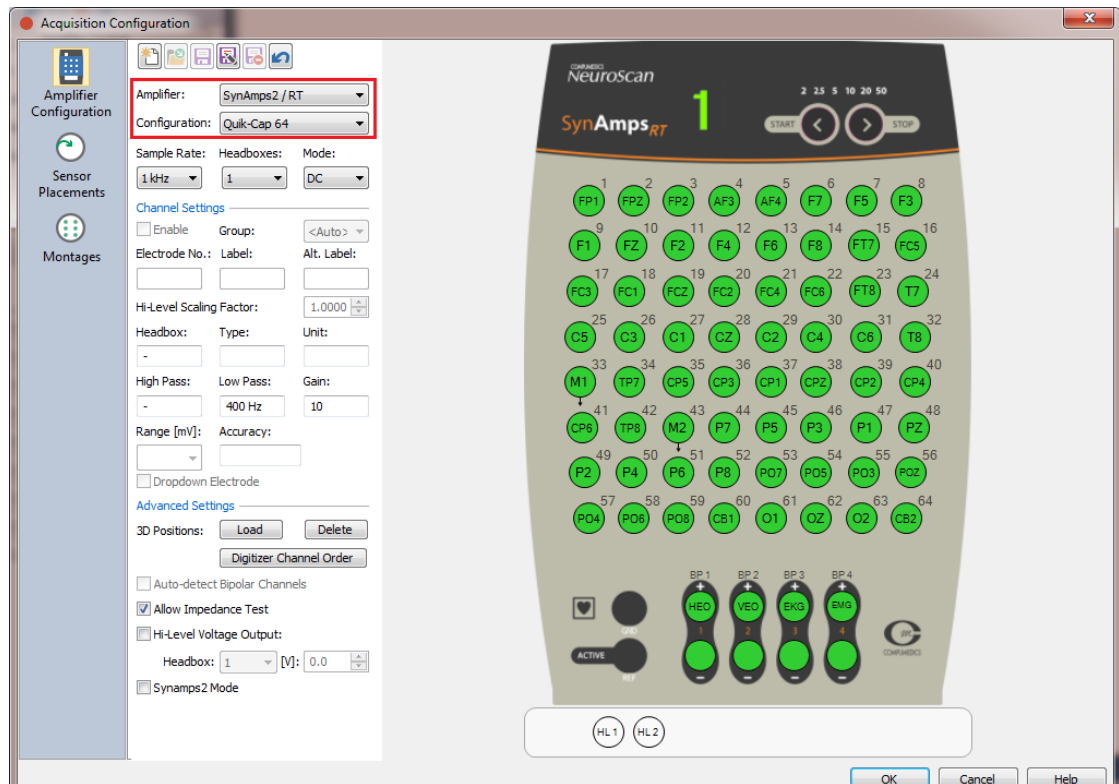 Acquisition Configuration
Amplifier Configuration
Sensor Placements
Montages
Amplifier: SynAmps2 / RT
Configuration: Quik-Cap 64
Sample Rate: Headboxes: Mode:
1 kHz 1 DC
Channel Settings
Enable Group: <Auto>
Electrode No.: Label: Alt. Label:
Hi-Level Scaling Factor: 1.0000
Headbox: Type: Unit:
-
High Pass: Low Pass: Gain:
- 400 Hz 10
Range [mV]: Accuracy:
Dropdown Electrode
Advanced Settings
3D Positions: Load Delete
Digitizer Channel Order
Auto-detect Bipolar Channels
Allow Impedance Test
Hi-Level Voltage Output:
Headbox: 1 [V]: 0.0
Synamps2 Mode
COMPUMEDICS
NeuroScan
SynAmps RT
1
2 2.5 5 10 20 50
START < > STOP
1 2 3 4 5 6 7 8
FP1 FPZ FP2 AF3 AF4 F7 F5 F3
9 10 11 12 13 14 15 16
F1 FZ F2 F4 F6 F8 FT7 FC5
17 18 19 20 21 22 23 24
FC3 FC1 FCZ FC2 FC4 FC6 FT8 T7
25 26 27 28 29 30 31 32
C5 C3 C1 CZ C2 C4 C6 T8
33 34 35 36 37 38 39 40
M1 TP7 CP5 CP3 CP1 CPZ CP2 CP4
41 42 43 44 45 46 47 48
CP6 TP8 M2 P7 P5 P3 P1 PZ
49 50 51 52 53 54 55 56
P2 P4 P6 P8 PO7 PO5 PO3 POZ
57 58 59 60 61 62 63 64
PO4 PO6 PO8 CB1 O1 OZ O2 CB2
BP 1 BP 2 BP 3 BP 4
+ + + +
HEO VEO EKG EMG
GND
1 2 3 4
ACTIVE
REF
- - - -
COMPUMEDICS
HL 1 HL 2
OK Cancel Help